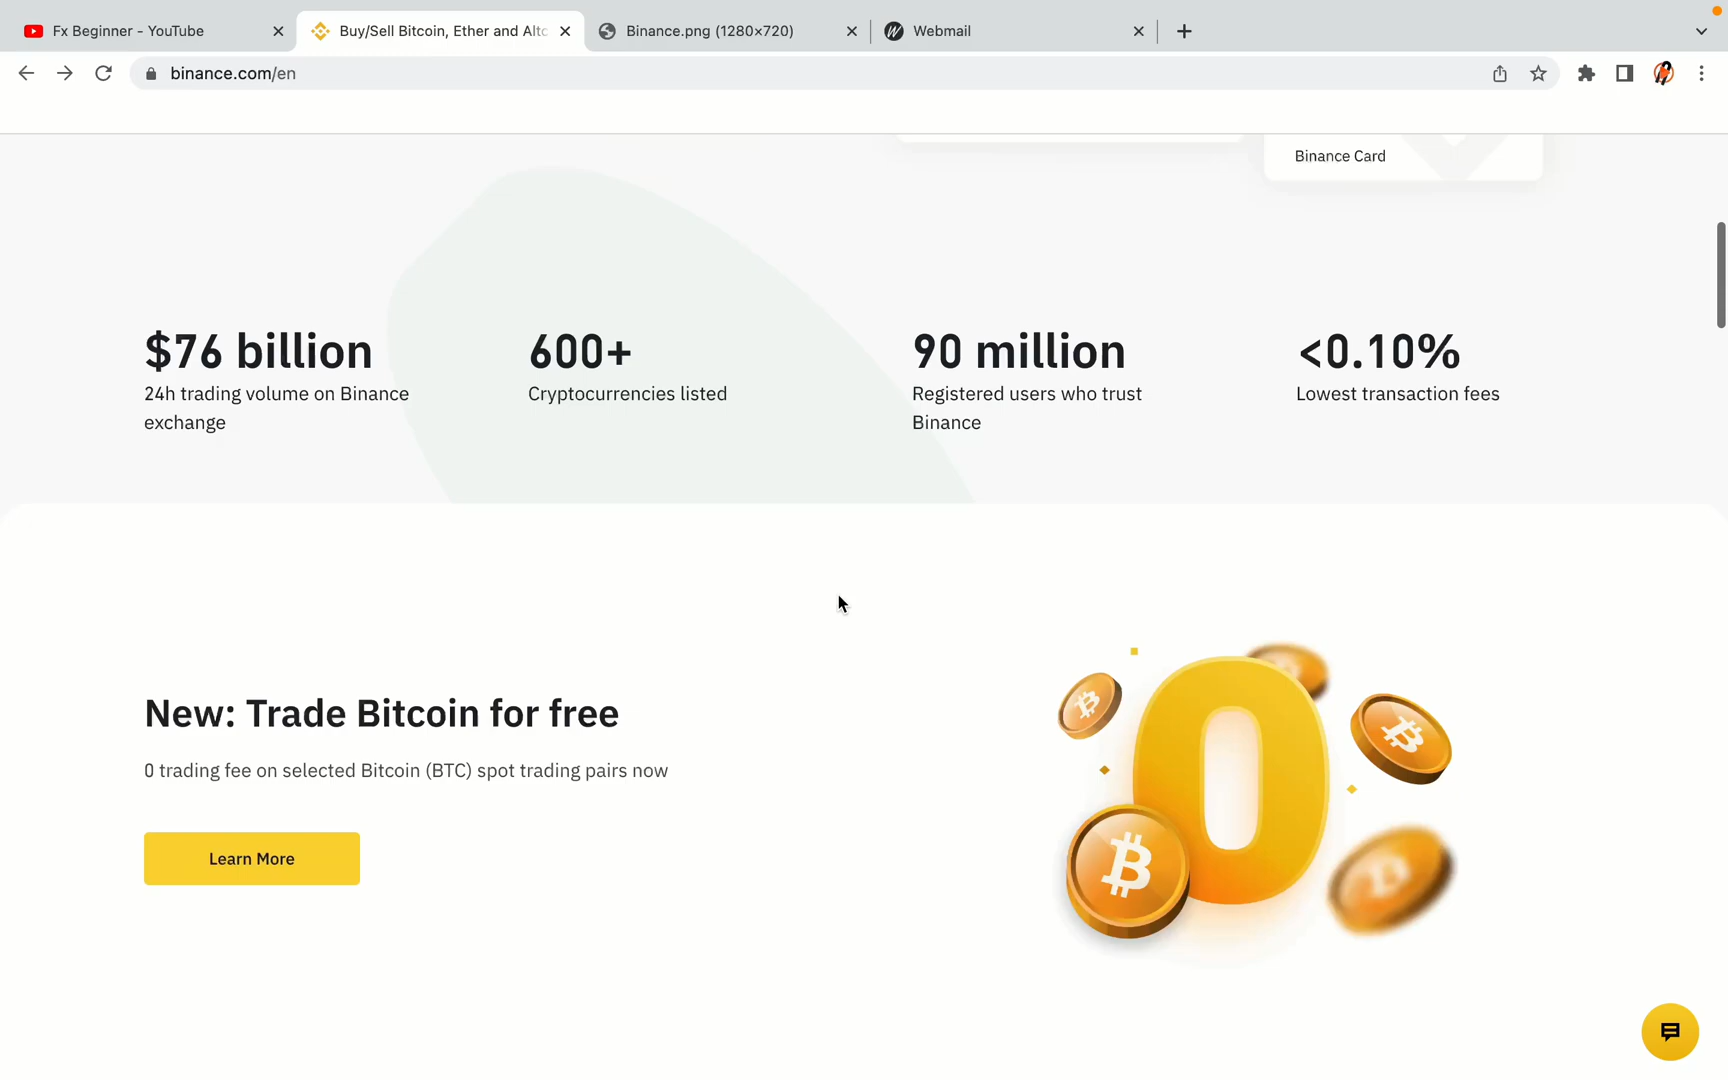 Fx Beginner - YouTube
Buy/Sell Bitcoin, Ether and Altc
Binance.png (1280×720)
Webmail
binance.com/en
Binance Card
$76 billion
24h trading volume on Binance
exchange
600+
Cryptocurrencies listed
90 million
Registered users who trust
Binance
<0.10%
Lowest transaction fees
New: Trade Bitcoin for free
0 trading fee on selected Bitcoin (BTC) spot trading pairs now
Learn More
0